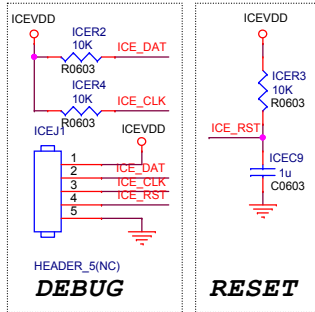 ICEVDD
ICER2
10K
ICE_DAT
R0603
ICER4
10K
ICE_CLK
R0603
ICEJ1
ICEVDD
1
2
ICE_DAT
3
ICE_CLK
4
ICE_RST
5
HEADER_5(NC)
DEBUG
ICEVDD
ICER3
10K
R0603
ICE_RST
ICEC9
1u
C0603
RESET